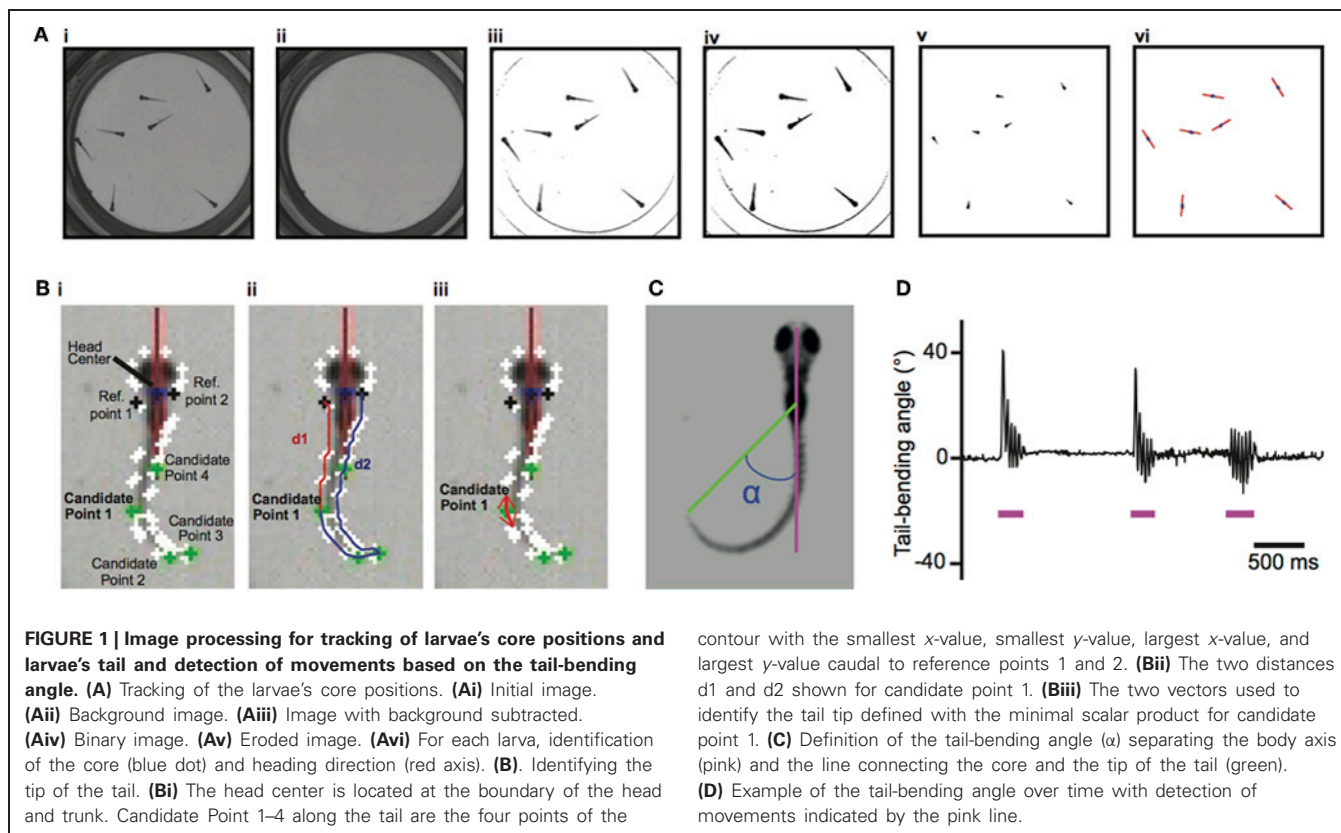 A
i
ii
iii
iv
v
vi
B i
ii
iii
C
D
Head
Center
Ref.
point 1
Ref.
point 2
Candidate
Point 4
Candidate
Point 1
Candidate
Point 3
Candidate
Point 2
d1
d2
Candidate
Point 1
Candidate
Point 1
α
Tail-bending angle (°)
40
0
-40
500 ms
FIGURE 1 | Image processing for tracking of larvae's core positions and
larvae's tail and detection of movements based on the tail-bending
angle. (A) Tracking of the larvae's core positions. (Ai) Initial image.
(Aii) Background image. (Aiii) Image with background subtracted.
(Aiv) Binary image. (Av) Eroded image. (Avi) For each larva, identification
of the core (blue dot) and heading direction (red axis). (B). Identifying the
tip of the tail. (Bi) The head center is located at the boundary of the head
and trunk. Candidate Point 1–4 along the tail are the four points of the
contour with the smallest x-value, smallest y-value, largest x-value, and
largest y-value caudal to reference points 1 and 2. (Bii) The two distances
d1 and d2 shown for candidate point 1. (Biii) The two vectors used to
identify the tail tip defined with the minimal scalar product for candidate
point 1. (C) Definition of the tail-bending angle (α) separating the body axis
(pink) and the line connecting the core and the tip of the tail (green).
(D) Example of the tail-bending angle over time with detection of
movements indicated by the pink line.